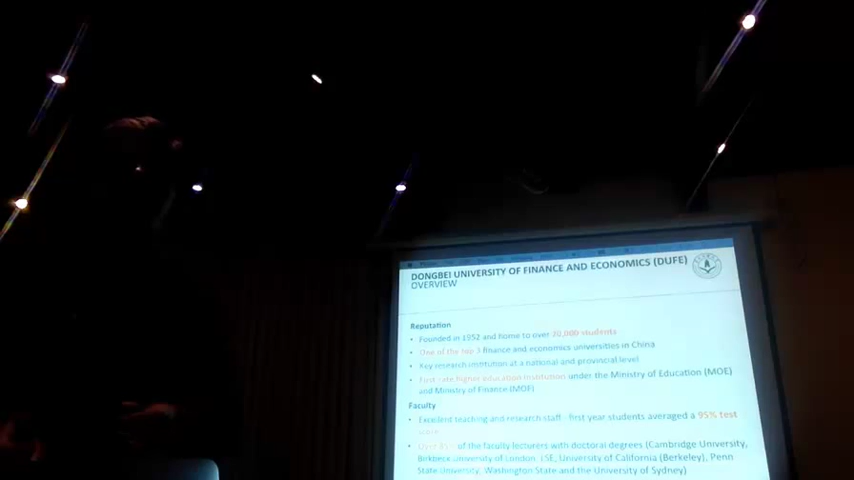 DONGBEI UNIVERSITY OF FINANCE AND ECONOMICS (DUFE)
OVERVIEW
Reputation
• Founded in 1952 and home to over 20,000 students
• One of the top 3 finance and economics universities in China
• Key research institution at a national and provincial level
• First rate higher education institution under the Ministry of Education (MOE)
and Ministry of Finance (MOF)
Faculty
• Excellent teaching and research staff - first year students averaged a 95% test
• of the faculty lecturers with doctoral degrees (Cambridge University,
Birkbeck University of London, LSE, University of California (Berkeley), Penn
State University, Washington State and the University of Sydney)